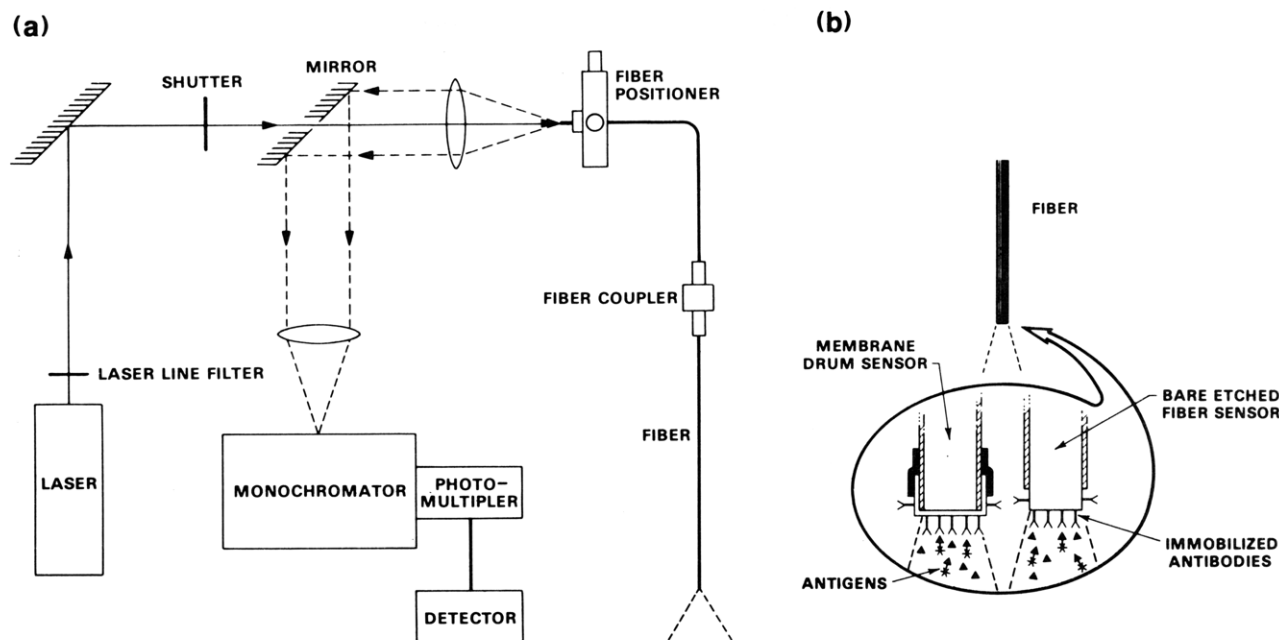 (a)
SHUTTER
MIRROR
FIBER
POSITIONER
LASER LINE FILTER
LASER
MONOCHROMATOR
PHOTO-
MULTIPLER
DETECTOR
FIBER COUPLER
FIBER
(b)
FIBER
MEMBRANE
DRUM SENSOR
BARE ETCHED
FIBER SENSOR
IMMOBILIZED
ANTIBODIES
ANTIGENS